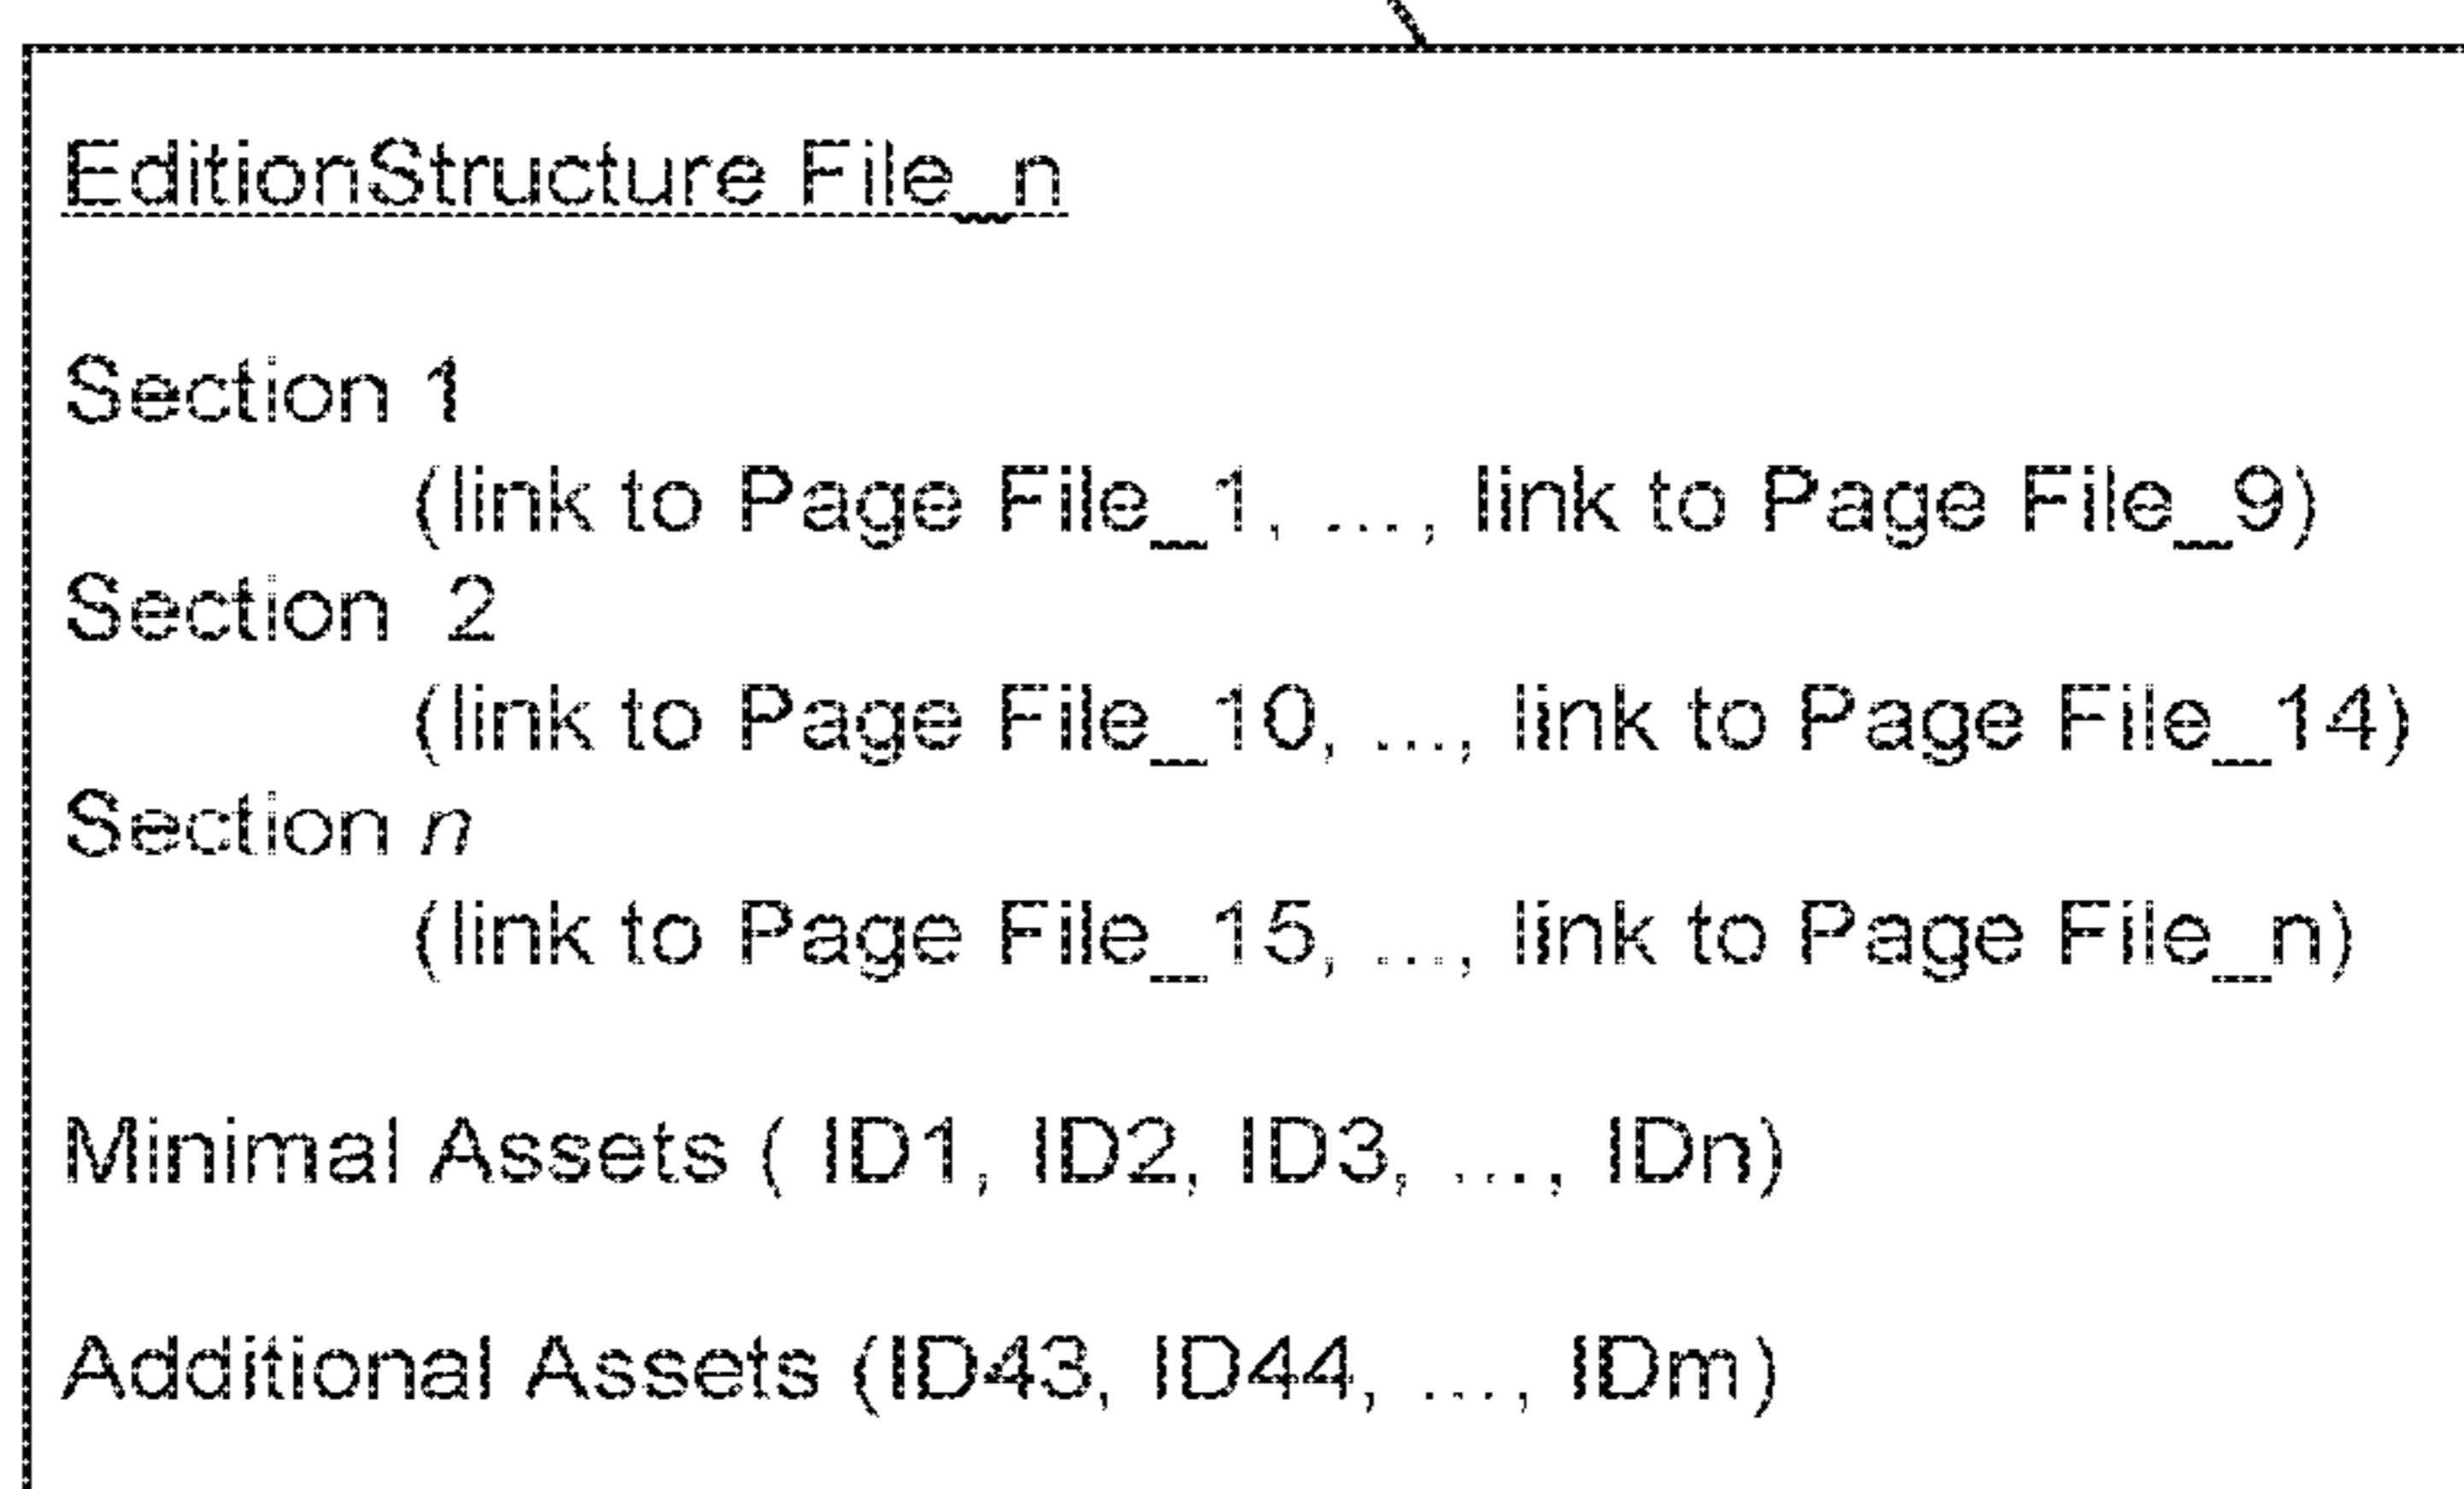 EditionStructure File_n
Section 1
(link to Page File_1, ..., link to Page File_9)
Section 2
(link to Page File_10, ..., link to Page File_14)
Section n
(link to Page File_15, ..., link to Page File_n)
Minimal Assets ( ID1, ID2, ID3, ..., IDn)
Additional Assets (ID43, ID44, ..., IDm)